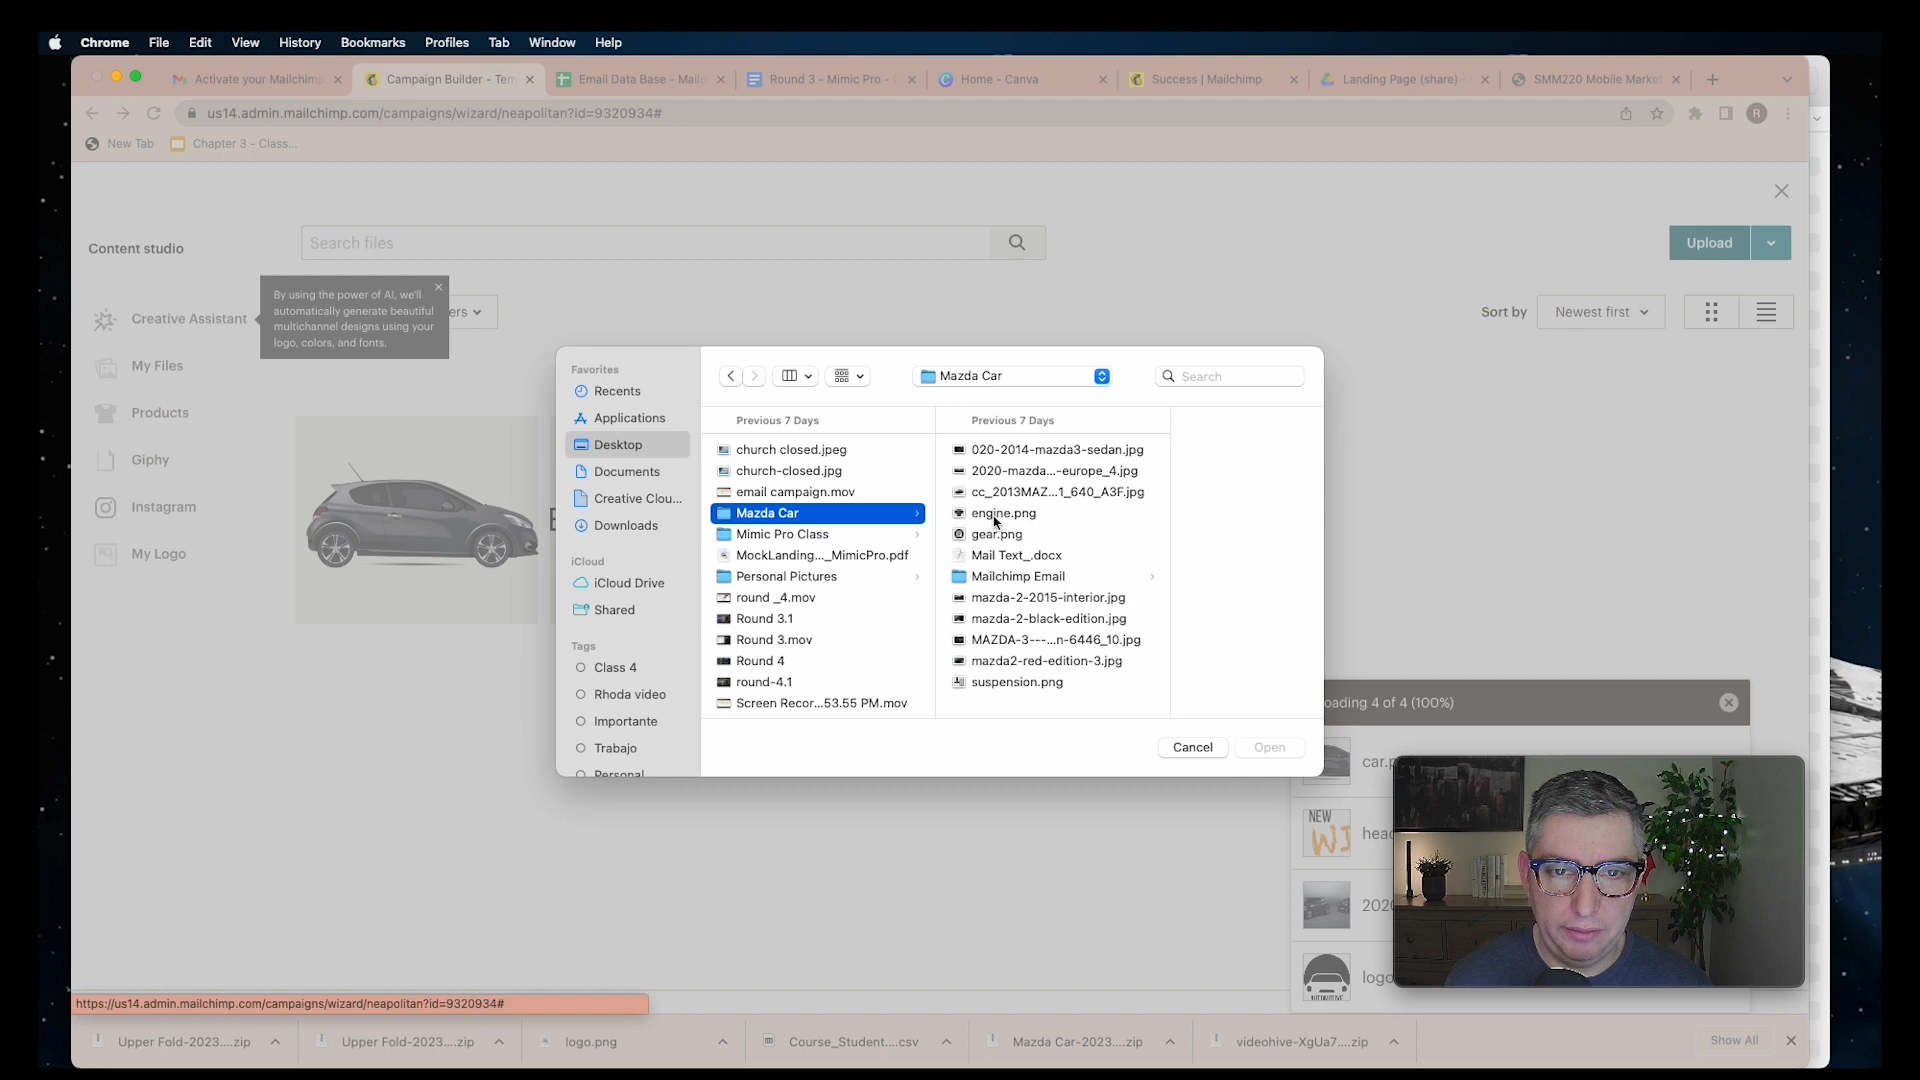 Chrome File Edit View History Bookmarks Profiles Tab Window Help
Activate your Mailchimp
Campaign Builder - Tem
Email Data Base - Mailc
Round 3 - Mimic Pro - G
Home - Canva
Success | Mailchimp
Landing Page (share) -
SMM220 Mobile Market
us14.admin.mailchimp.com/campaigns/wizard/neapolitan?id=9320934#
R
New Tab
Chapter 3 - Class...
Content studio
Search files
Upload
Creative Assistant
By using the power of AI, we'll
automatically generate beautiful
multichannel designs using your
logo, colors, and fonts.
ers
Sort by
Newest first
My Files
Products
Giphy
Instagram
My Logo
Favorites
Recents
Applications
Desktop
Documents
Creative Clou...
Downloads
iCloud
iCloud Drive
Shared
Tags
Class 4
Rhoda video
Importante
Trabajo
Personal
Mazda Car
Search
Previous 7 Days
church closed.jpeg
church-closed.jpg
email campaign.mov
Mazda Car
Mimic Pro Class
MockLanding..._MimicPro.pdf
Personal Pictures
round _4.mov
Round 3.1
Round 3.mov
Round 4
round-4.1
Screen Recor...53.55 PM.mov
Previous 7 Days
020-2014-mazda3-sedan.jpg
2020-mazda...-europe_4.jpg
cc_2013MAZ...1_640_A3F.jpg
engine.png
gear.png
Mail Text_.docx
Mailchimp Email
mazda-2-2015-interior.jpg
mazda-2-black-edition.jpg
MAZDA-3---...n-6446_10.jpg
mazda2-red-edition-3.jpg
suspension.png
Cancel
Open
oading 4 of 4 (100%)
car.p
NEW
head
2020
logo
https://us14.admin.mailchimp.com/campaigns/wizard/neapolitan?id=9320934#
Upper Fold-2023....zip
Upper Fold-2023....zip
logo.png
Course_Student....csv
Mazda Car-2023....zip
videohive-XgUa7....zip
Show All